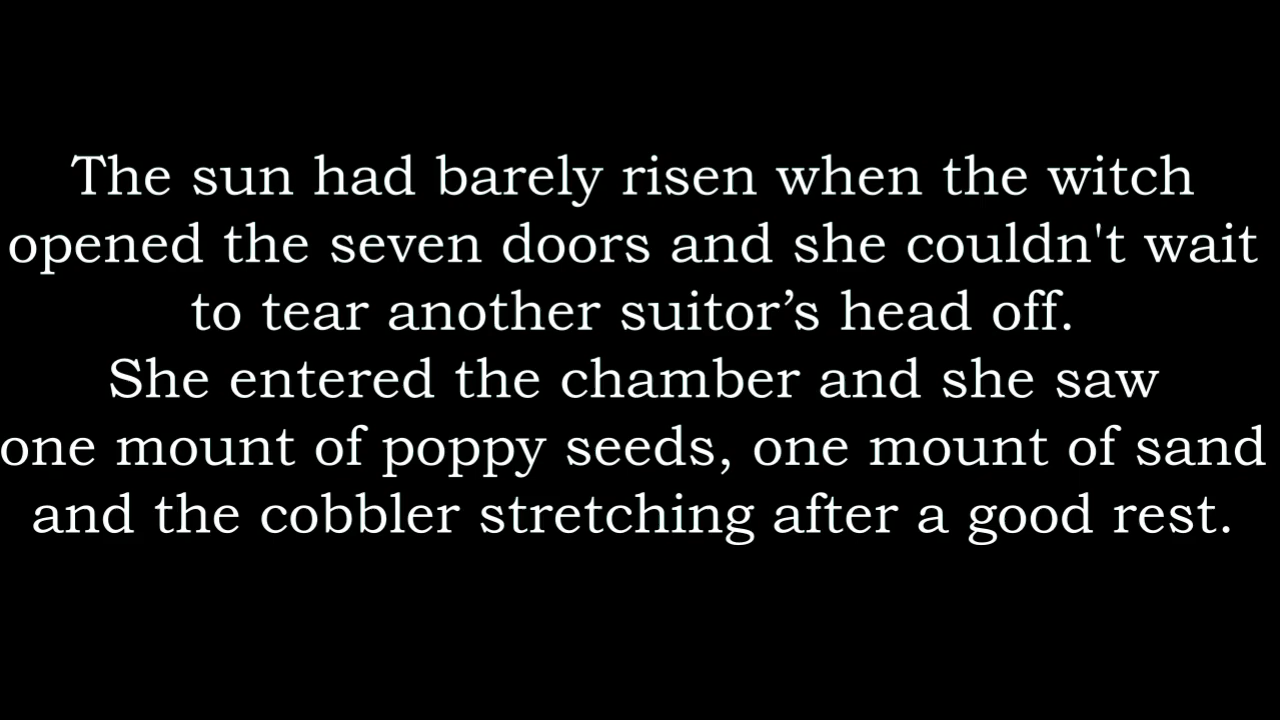 The sun had barely risen when the witch
opened the seven doors and she couldn't wait
to tear another suitor’s head off.
She entered the chamber and she saw
one mount of poppy seeds, one mount of sand
and the cobbler stretching after a good rest.